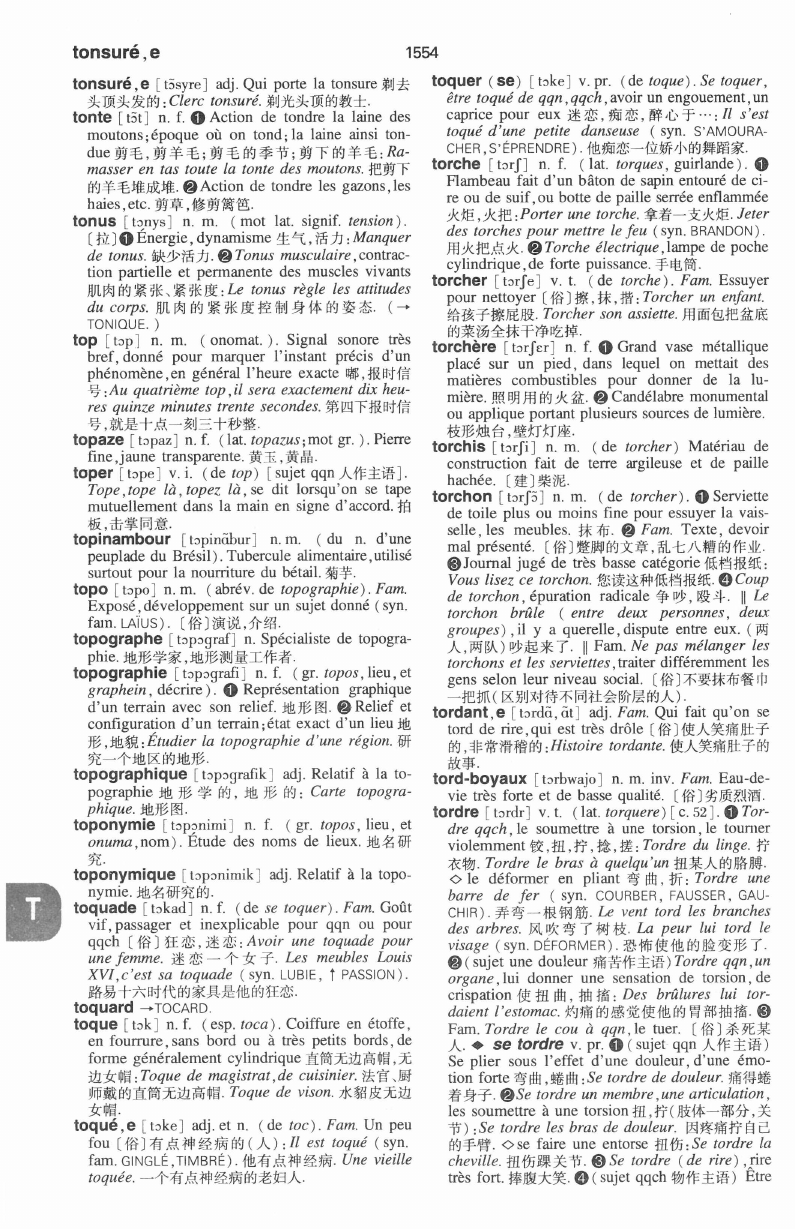 tonsuré,e
1554
tonsuré,e [tɔ̃syre] adj. Qui porte la tonsure 剃去
头顶头发的:Clerc tonsuré. 剃光头顶的教士.
tonte [tɔ̃t] n. f. ❶ Action de tondre la laine des
moutons;époque où on tond;la laine ainsi ton-
due 剪毛,剪羊毛;剪毛的季节;剪下的羊毛:Ra-
masser en tas toute la tonte des moutons. 把剪下
的羊毛堆成堆. ❷ Action de tondre les gazons,les
haies,etc. 剪草,修剪篱笆.
tonus [tɔnys] n. m. (mot lat. signif. tension).
〔拉〕❶ Énergie, dynamisme 生气,活力:Manquer
de tonus. 缺少活力. ❷ Tonus musculaire,contrac-
tion partielle et permanente des muscles vivants
肌肉的紧张、紧张度:Le tonus règle les attitudes
du corps. 肌肉的紧张度控制身体的姿态. (→
TONIQUE. )
top [tɔp] n. m. (onomat. ). Signal sonore très
bref,donné pour marquer l'instant précis d'un
phénomène,en général l'heure exacte 嘟,报时信
号:Au quatrième top,il sera exactement dix heu-
res quinze minutes trente secondes. 第四下报时信
号,就是十点一刻三十秒整.
topaze [tɔpaz] n. f. (lat. topazus;mot gr. ). Pierre
fine,jaune transparente. 黄玉,黄晶.
toper [tɔpe] v. i. (de top) [sujet qqn 人作主语].
Tope,tope là,topez là,se dit lorsqu'on se tape
mutuellement dans la main en signe d'accord. 拍
板,击掌同意.
topinambour [tɔpinɑ̃bur] n. m. (du n. d'une
peuplade du Brésil). Tubercule alimentaire,utilisé
surtout pour la nourriture du bétail. 菊芋.
topo [tɔpo] n. m. (abrév. de topographie). Fam.
Exposé,développement sur un sujet donné (syn.
fam. LAÏUS). 〔俗〕演说,介绍.
topographe [tɔpɔgraf] n. Spécialiste de topogra-
phie. 地形学家,地形测量工作者.
topographie [tɔpɔgrafi] n. f. (gr. topos,lieu,et
graphein, décrire). ❶ Représentation graphique
d'un terrain avec son relief. 地形图. ❷ Relief et
configuration d'un terrain;état exact d'un lieu 地
形,地貌:Étudier la topographie d'une région. 研
究一个地区的地形.
topographique [tɔpɔgrafik] adj. Relatif à la to-
pographie 地形学的, 地形的: Carte topogra-
phique. 地形图.
toponymie [tɔpɔnimi] n. f. (gr. topos, lieu, et
onuma,nom). Étude des noms de lieux. 地名研
究.
toponymique [tɔpɔnimik] adj. Relatif à la topo-
nymie. 地名研究的.
T
toquade [tɔkad] n. f. (de se toquer). Fam. Goût
vif,passager et inexplicable pour qqn ou pour
qqch 〔俗〕狂恋,迷恋:Avoir une toquade pour
une femme. 迷恋一个女子. Les meubles Louis
XVI,c'est sa toquade (syn. LUBIE, ↑ PASSION).
路易十六时代的家具是他的狂恋.
toquard →TOCARD.
toque [tɔk] n. f. (esp. toca). Coiffure en étoffe,
en fourrure,sans bord ou à très petits bords,de
forme généralement cylindrique 直筒无边高帽,无
边女帽:Toque de magistrat,de cuisinier. 法官、厨
师戴的直筒无边高帽. Toque de vison. 水貂皮无边
女帽.
toqué,e [tɔke] adj. et n. (de toc). Fam. Un peu
fou 〔俗〕有点神经病的(人):Il est toqué (syn.
fam. GINGLÉ,TIMBRÉ). 他有点神经病. Une vieille
toquée. 一个有点神经病的老妇人.
toquer (se) [tɔke] v. pr. (de toque). Se toquer,
être toqué de qqn,qqch,avoir un engouement,un
caprice pour eux 迷恋,痴恋,醉心于…:Il s'est
toqué d'une petite danseuse (syn. S'AMOURA-
CHER,S'ÉPRENDRE). 他痴恋一位娇小的舞蹈家.
torche [tɔrʃ] n. f. (lat. torques, guirlande). ❶
Flambeau fait d'un bâton de sapin entouré de ci-
re ou de suif,ou botte de paille serrée enflammée
火炬,火把:Porter une torche. 拿着一支火炬. Jeter
des torches pour mettre le feu (syn. BRANDON).
用火把点火. ❷ Torche électrique,lampe de poche
cylindrique,de forte puissance. 手电筒.
torcher [tɔrʃe] v. t. (de torche). Fam. Essuyer
pour nettoyer 〔俗〕擦,抹,揩:Torcher un enfant.
给孩子擦屁股. Torcher son assiette. 用面包把盆底
的菜汤全抹干净吃掉.
torchère [tɔrʃɛr] n. f. ❶ Grand vase métallique
placé sur un pied, dans lequel on mettait des
matières combustibles pour donner de la lu-
mière. 照明用的火盆. ❷ Candélabre monumental
ou applique portant plusieurs sources de lumière.
枝形烛台,壁灯灯座.
torchis [tɔrʃi] n. m. (de torcher) Matériau de
construction fait de terre argileuse et de paille
hachée. 〔建〕柴泥.
torchon [tɔrʃɔ̃] n. m. (de torcher). ❶ Serviette
de toile plus ou moins fine pour essuyer la vais-
selle,les meubles. 抹布. ❷ Fam. Texte, devoir
mal présenté. 〔俗〕蹩脚的文章,乱七八糟的作业.
❸ Journal jugé de très basse catégorie 低档报纸:
Vous lisez ce torchon. 您读这种低档报纸. ❹ Coup
de torchon,épuration radicale 争吵,殴斗. ‖ Le
torchon brûle (entre deux personnes, deux
groupes),il y a querelle,dispute entre eux. (两
人,两队)吵起来了. ‖ Fam. Ne pas mélanger les
torchons et les serviettes,traiter différemment les
gens selon leur niveau social. 〔俗〕不要抹布餐巾
一把抓(区别对待不同社会阶层的人).
tordant,e [tɔrdɑ̃, ɑ̃t] adj. Fam. Qui fait qu'on se
tord de rire,qui est très drôle 〔俗〕使人笑痛肚子
的,非常滑稽的:Histoire tordante. 使人笑痛肚子的
故事.
tord-boyaux [tɔrbwajo] n. m. inv. Fam. Eau-de-
vie très forte et de basse qualité. 〔俗〕劣质烈酒.
tordre [tɔrdr] v. t. (lat. torquere) [c. 52]. ❶ Tor-
dre qqch,le soumettre à une torsion,le tourner
violemment 铰,扭,拧,捻,搓:Tordre du linge. 拧
衣物. Tordre le bras à quelqu'un 扭某人的胳膊.
◇ le déformer en pliant 弯曲,折: Tordre une
barre de fer (syn. COURBER, FAUSSER, GAU-
CHIR). 弄弯一根钢筋. Le vent tord les branches
des arbres. 风吹弯了树枝. La peur lui tord le
visage (syn. DÉFORMER). 恐怖使他的脸变形了.
❷ (sujet une douleur 痛苦作主语) Tordre qqn,un
organe,lui donner une sensation de torsion,de
crispation 使扭曲,抽搐: Des brûlures lui tor-
daient l'estomac. 灼痛的感觉使他的胃部抽搐. ❸
Fam. Tordre le cou à qqn,le tuer. 〔俗〕杀死某
人. ◆ se tordre v. pr. ❶ (sujet qqn 人作主语)
Se plier sous l'effet d'une douleur,d'une émo-
tion forte 弯曲,蜷曲:Se tordre de douleur. 痛得蜷
着身子. ❷ Se tordre un membre,une articulation,
les soumettre à une torsion 扭,拧(肢体一部分,关
节):Se tordre les bras de douleur. 因疼痛拧自己
的手臂. ◇ se faire une entorse 扭伤:Se tordre la
cheville. 扭伤踝关节. ❸ Se tordre (de rire),rire
très fort. 捧腹大笑. ❹ (sujet qqch 物作主语) Être